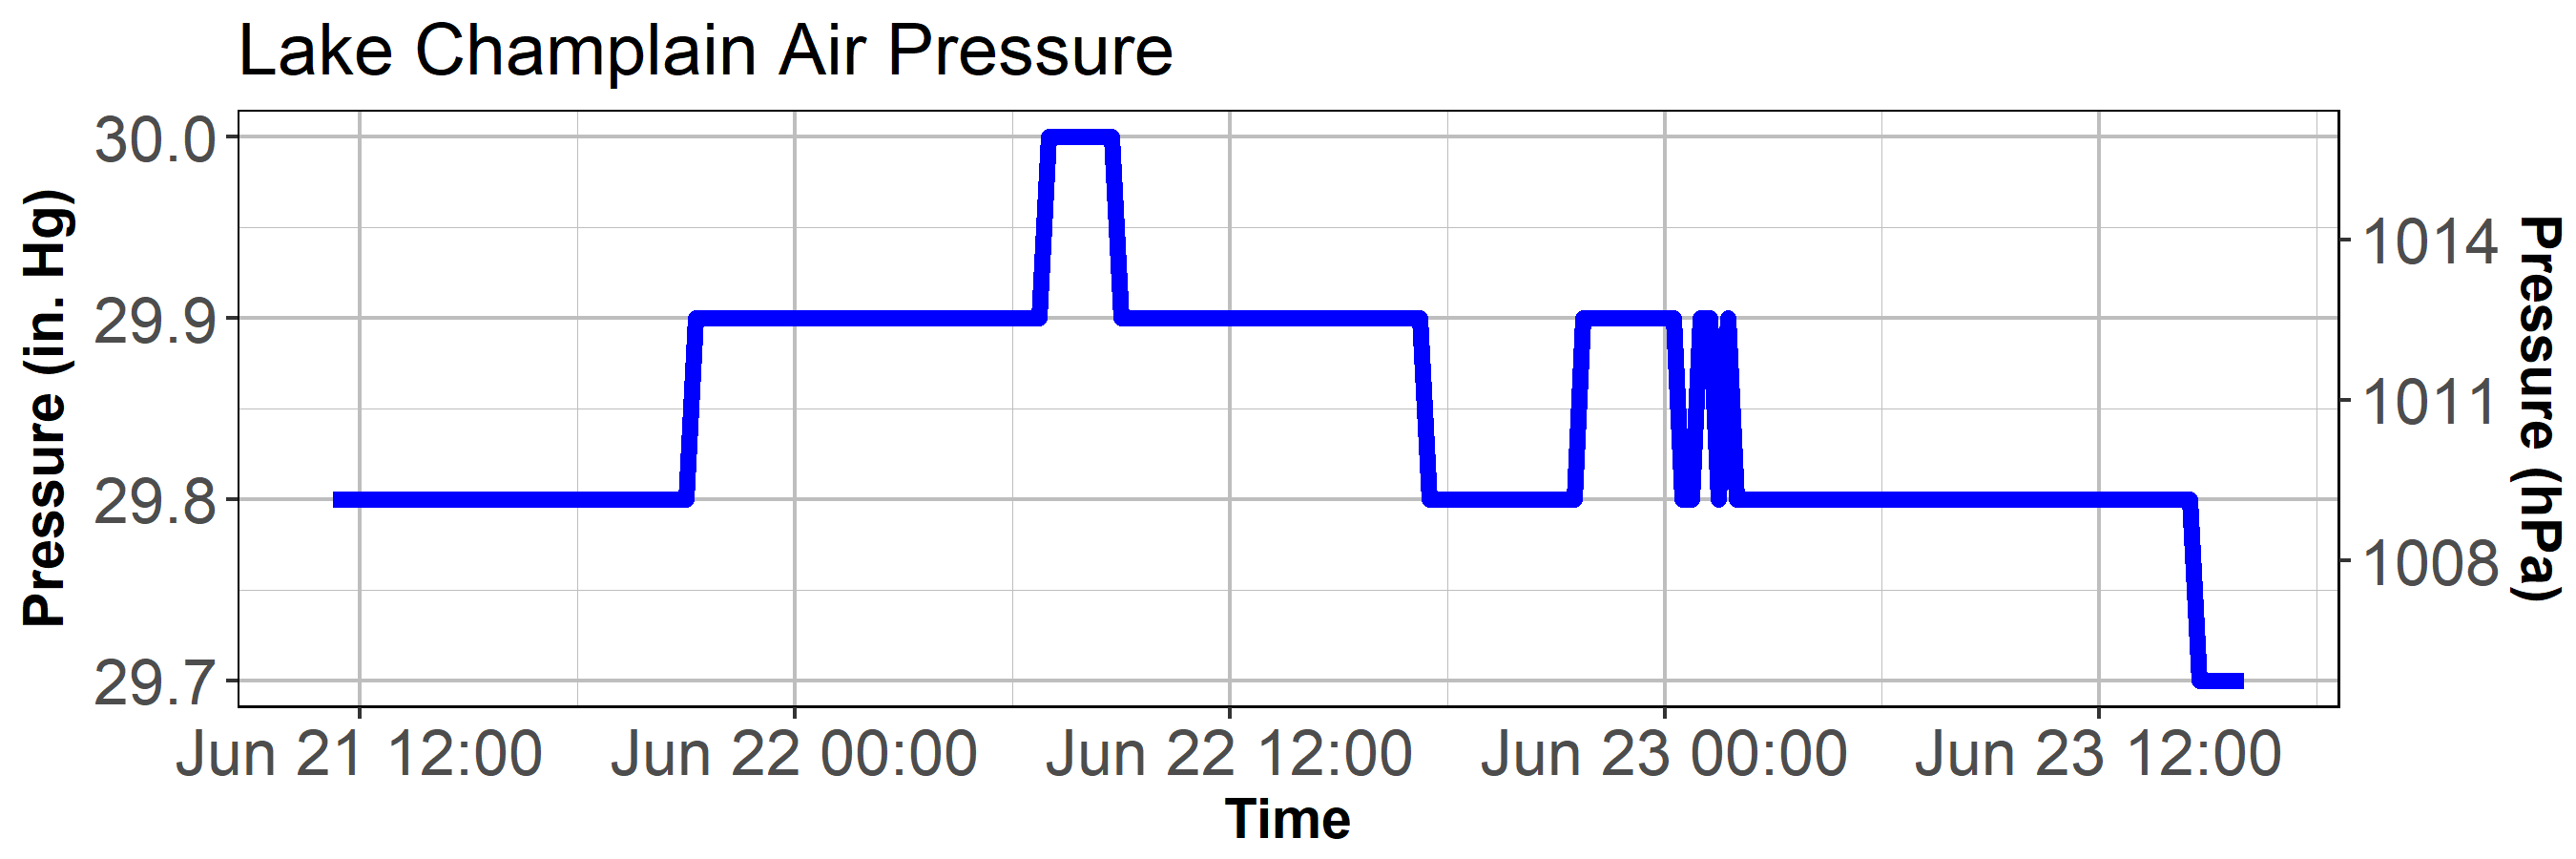 Lake Champlain Air Pressure
Pressure (in. Hg)
30.0
29.9
29.8
29.7
1014
1011
1008
Pressure (hPa)
Jun 21 12:00
Jun 22 00:00
Jun 22 12:00
Jun 23 00:00
Jun 23 12:00
Time